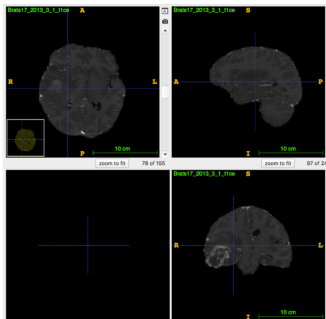 Brats17_2013_3_1_t1ce A
R L
10 cm
P
zoom to fit 78 of 155
Brats17_2013_3_1_t1ce S
A P
10 cm
I
zoom to fit 97 of 24
Brats17_2013_3_1_t1ce S
R L
10 cm
I